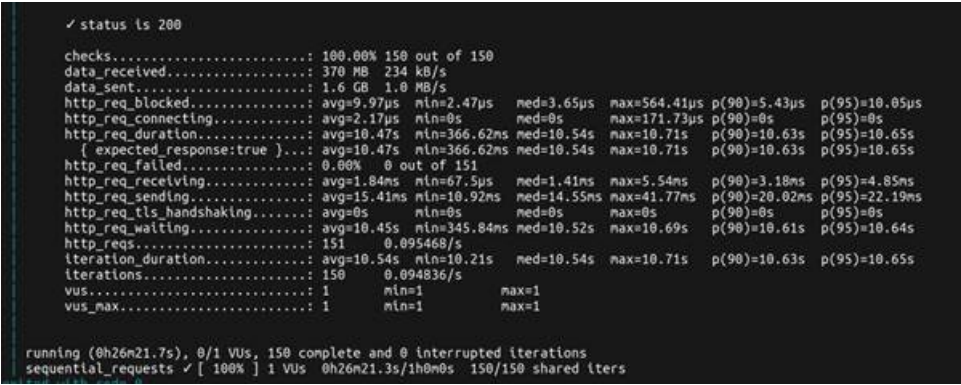 ✓ status is 200
checks.........................: 100.00% 150 out of 150
data_received..................: 370 MB 234 kB/s
data_sent......................: 1.6 GB 1.0 MB/s
http_req_blocked...............: avg=9.97µs min=2.47µs med=3.65µs max=564.41µs p(90)=5.43µs p(95)=10.05µs
http_req_connecting............: avg=2.17µs min=0s med=0s max=171.73µs p(90)=0s p(95)=0s
http_req_duration..............: avg=10.47s min=366.62ms med=10.54s max=10.71s p(90)=10.63s p(95)=10.65s
{ expected_response:true }...: avg=10.47s min=366.62ms med=10.54s max=10.71s p(90)=10.63s p(95)=10.65s
http_req_failed................: 0.00% 0 out of 151
http_req_receiving.............: avg=1.84ms min=67.5µs med=1.41ms max=5.54ms p(90)=3.18ms p(95)=4.85ms
http_req_sending...............: avg=15.41ms min=10.92ms med=14.55ms max=41.77ms p(90)=20.02ms p(95)=22.19ms
http_req_tls_handshaking.......: avg=0s min=0s med=0s max=0s p(90)=0s p(95)=0s
http_req_waiting...............: avg=10.45s min=345.84ms med=10.52s max=10.69s p(90)=10.61s p(95)=10.64s
http_reqs......................: 151 0.095468/s
iteration_duration.............: avg=10.54s min=10.21s med=10.54s max=10.71s p(90)=10.63s p(95)=10.65s
iterations.....................: 150 0.094836/s
vus............................: 1 min=1 max=1
vus_max........................: 1 min=1 max=1
running (0h26m21.7s), 0/1 VUs, 150 complete and 0 interrupted iterations
sequential_requests ✓ [ 100% ] 1 VUs 0h26m21.3s/1h0m0s 150/150 shared iters